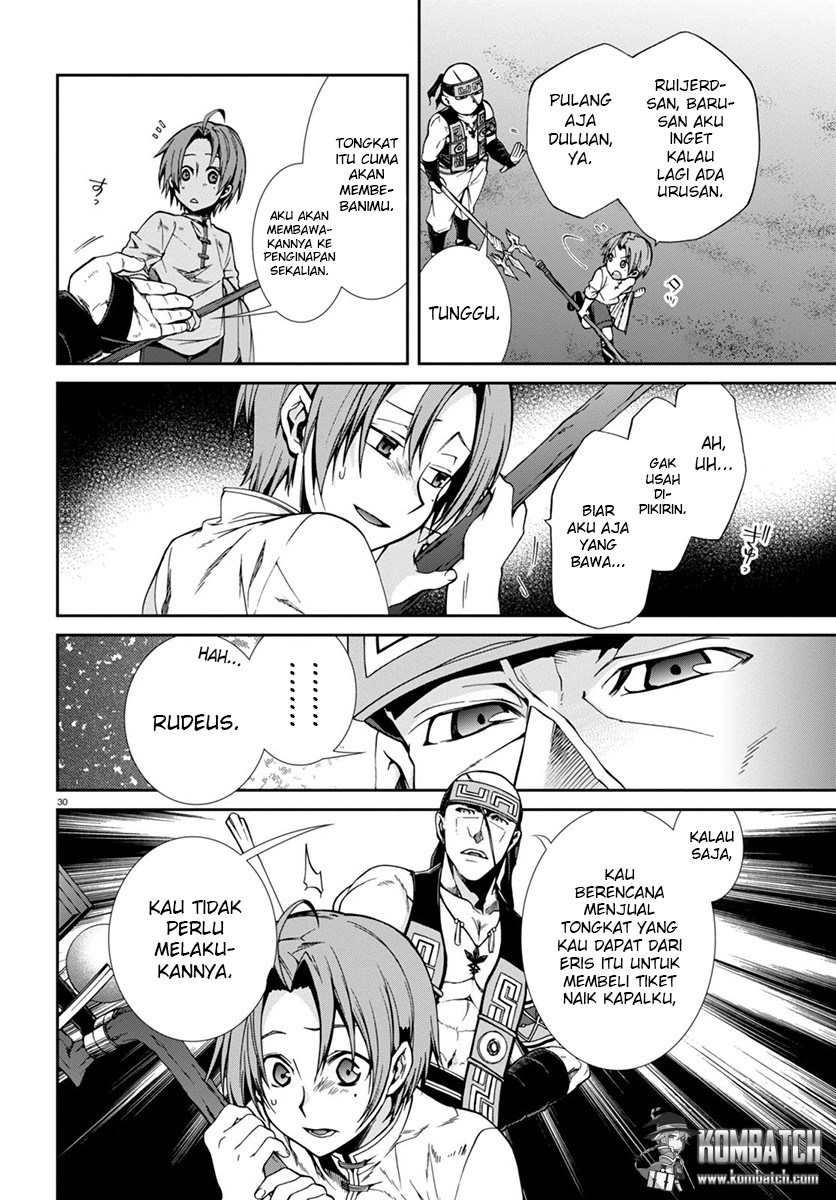 RUIJERD-
SAN, BARU-
SAN AKU
INGET
KALAU
LAGI ADA
URUSAN.
PULANG
AJA
DULUAN,
YA.
TUNGGU.
TONGKAT
ITU CUMA
AKAN
MEMBE-
BANIMU.
AKU AKAN
MEMBAWA-
KANNYA KE
PENGINAPAN
SEKALIAN.
AH,
UH...
GAK
USAH
DI-
PIKIRIN.
BIAR
AKU AJA
YANG
BAWA...
HAH...
RUDEUS.
30
KALAU
SAJA,
KAU
BERENCANA
MENJUAL
TONGKAT YANG
KAU DAPAT DARI
ERIS ITU UNTUK
MEMBELI TIKET
NAIK KAPALKU,
KAU TIDAK
PERLU
MELAKU-
KANNYA.
KOMBATCH
www.kombatch.com